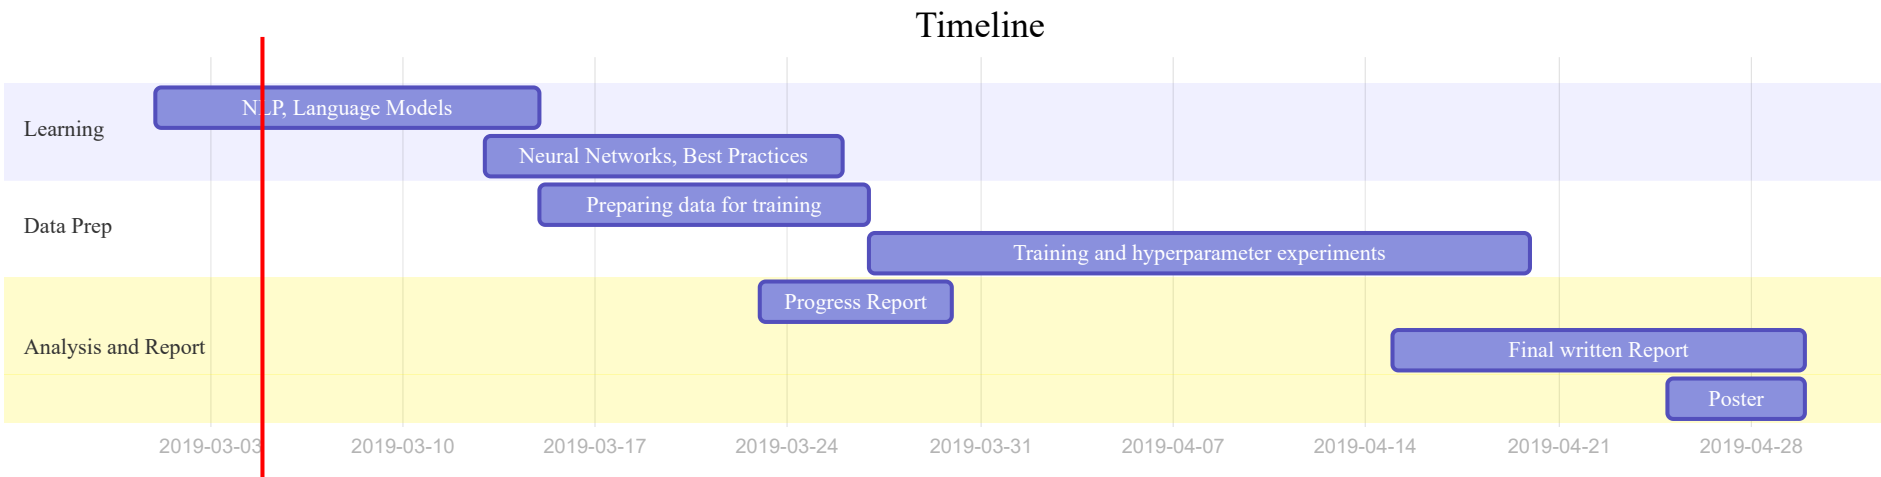 Timeline
Learning
NLP, Language Models
Neural Networks, Best Practices
Data Prep
Preparing data for training
Training and hyperparameter experiments
Analysis and Report
Progress Report
Final written Report
Poster
2019-03-03 2019-03-10 2019-03-17 2019-03-24 2019-03-31 2019-04-07 2019-04-14 2019-04-21 2019-04-28